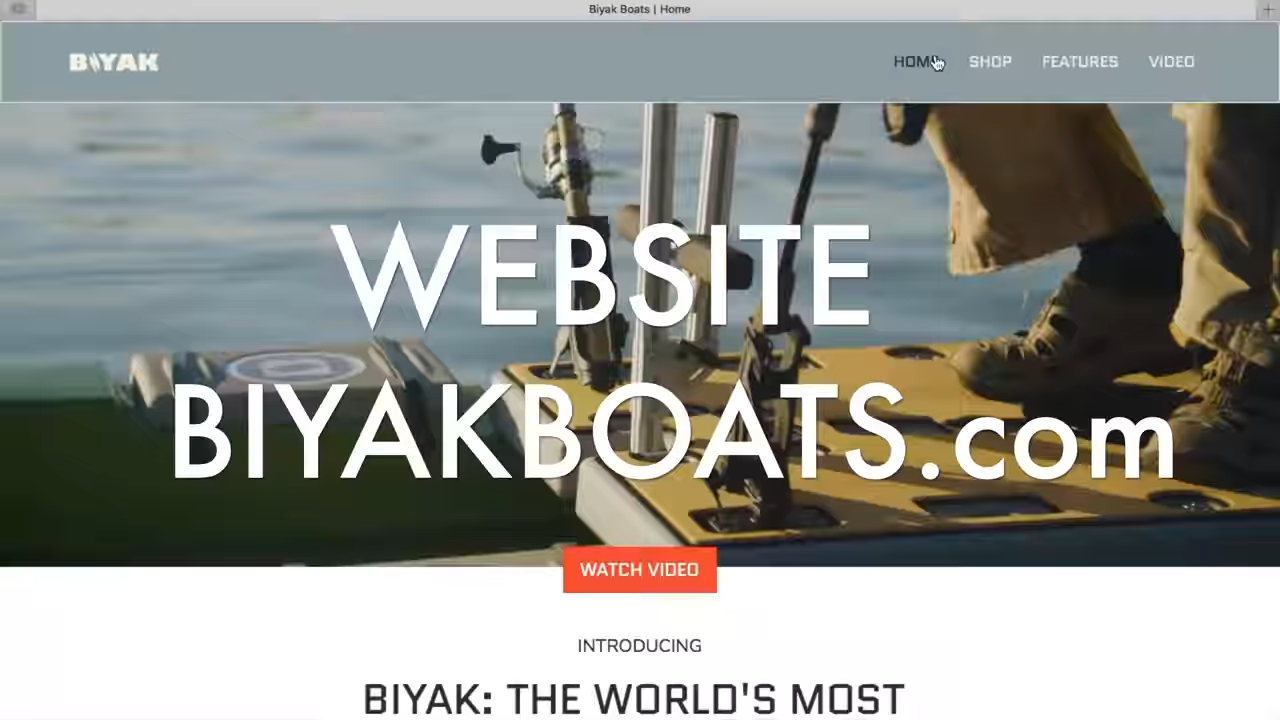 Biyak Boats | Home
BIYAK
HOME SHOP FEATURES VIDEO
WEBSITE
BIYAKBOATS.com
WATCH VIDEO
INTRODUCING
BIYAK: THE WORLD'S MOST